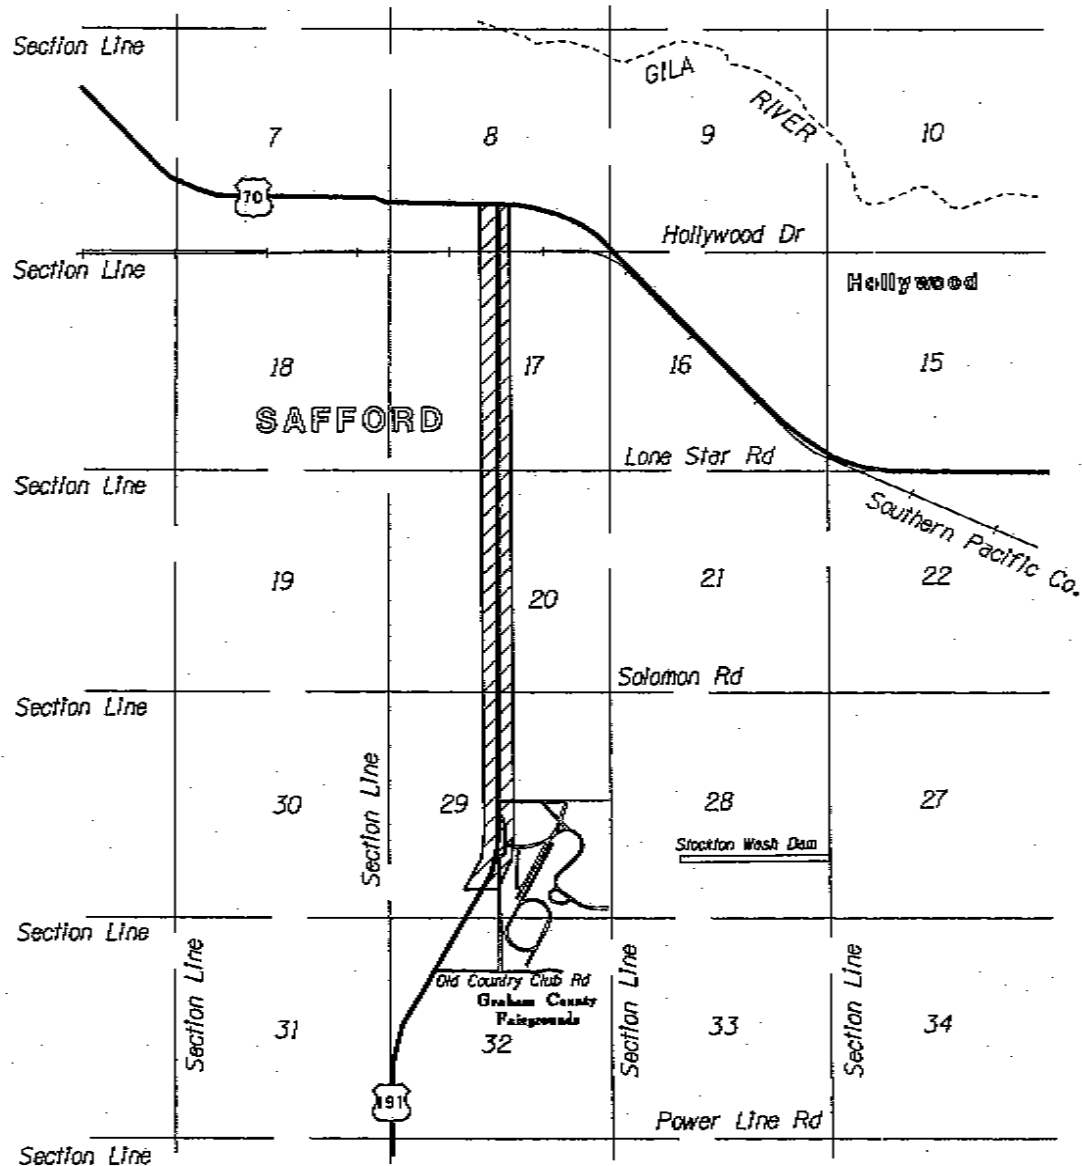 Section Line
GILA
RIVER
7
8
9
10
70
Hollywood Dr
Section Line
Hollywood
18
17
16
15
SAFFORD
Lone Star Rd
Section Line
Southern Pacific Co.
19
20
21
22
Solomon Rd
Section Line
Section Line
30
29
28
27
Stockton Wash Dam
Section Line
Section Line
Section Line
Section Line
Old Country Club Rd
Graham County
Fairgrounds
31
32
33
34
191
Power Line Rd
Section Line